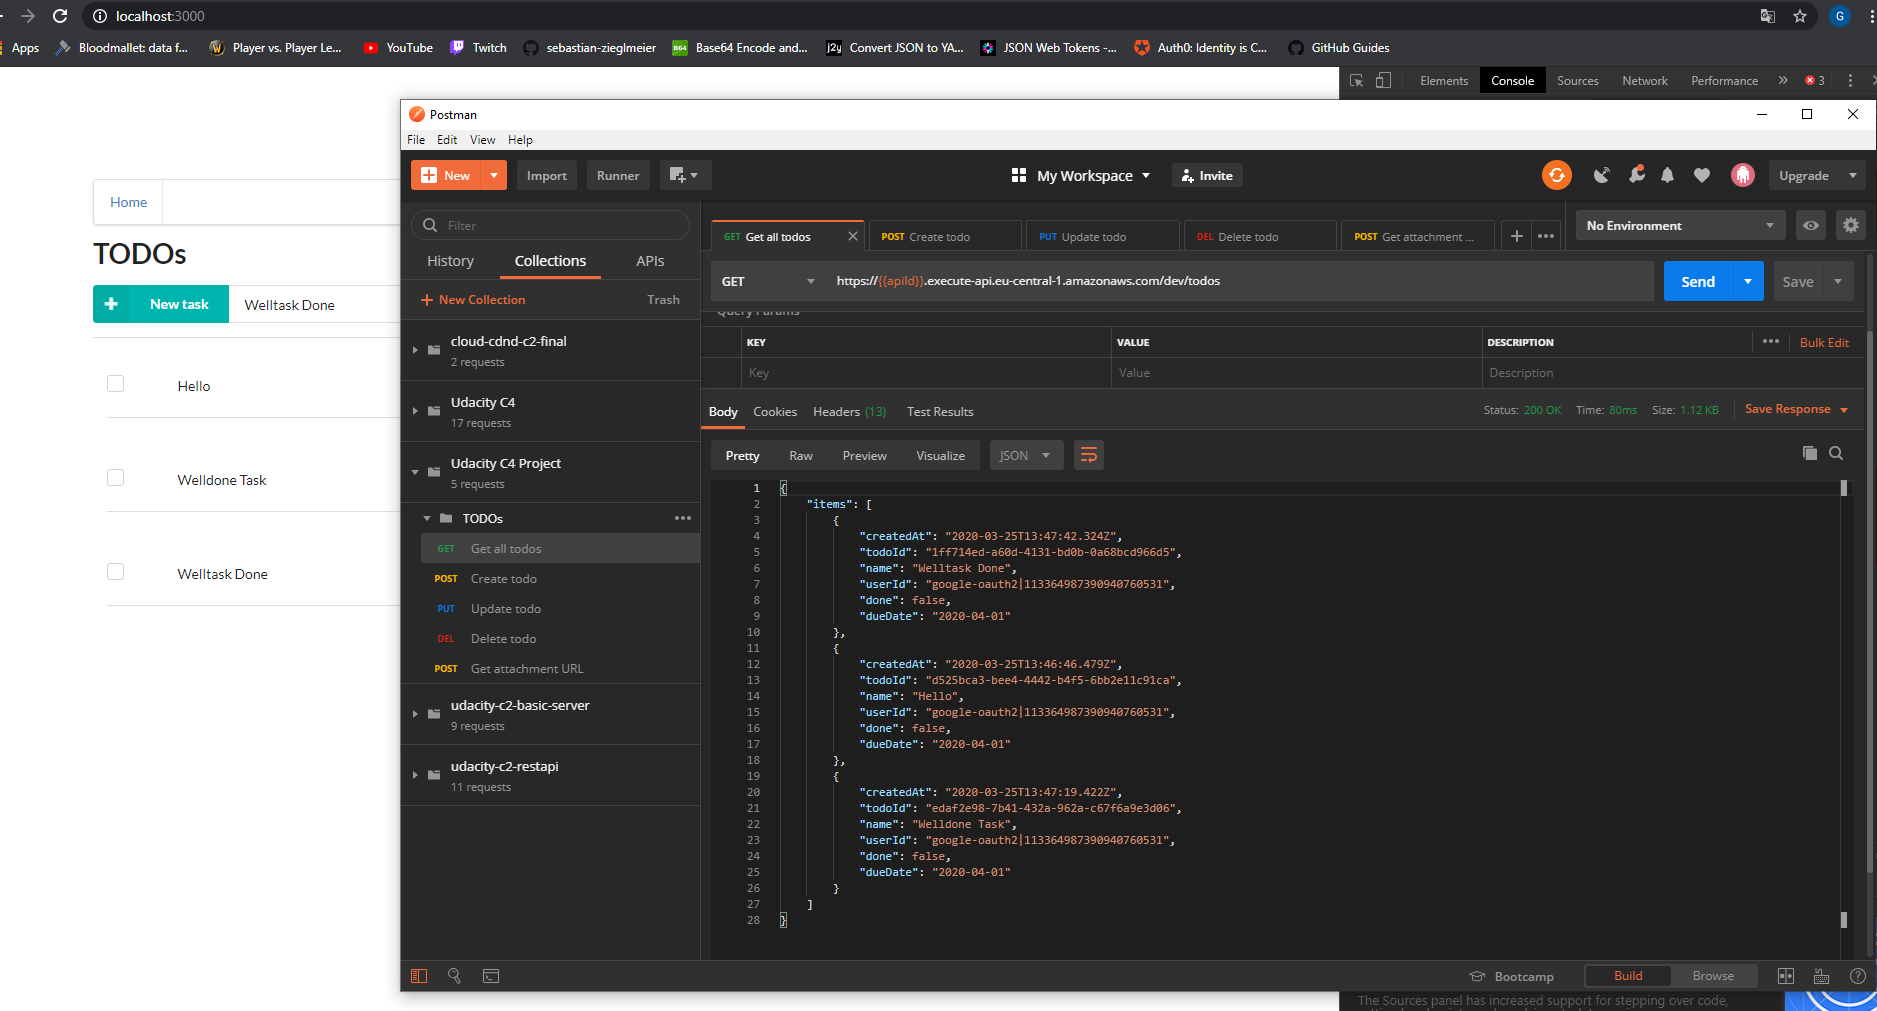 localhost:3000
G
Apps
Bloodmallet: data f...
Player vs. Player Le...
YouTube
Twitch
sebastian-zieglmeier
B64 Base64 Encode and...
j2y Convert JSON to YA...
JSON Web Tokens -...
Auth0: Identity is C...
GitHub Guides
Elements Console Sources Network Performance » 3
Postman
File Edit View Help
New Import Runner
My Workspace
Invite
Upgrade
Home
TODOs
New task Welltask Done
Hello
Welldone Task
Welltask Done
Filter
History Collections APIs
New Collection Trash
cloud-cdnd-c2-final
2 requests
Udacity C4
17 requests
Udacity C4 Project
5 requests
TODOs
GET Get all todos
POST Create todo
PUT Update todo
DEL Delete todo
POST Get attachment URL
udacity-c2-basic-server
9 requests
udacity-c2-restapi
11 requests
GET Get all todos
POST Create todo
PUT Update todo
DEL Delete todo
POST Get attachment ...
No Environment
GET https://{{apiId}}.execute-api.eu-central-1.amazonaws.com/dev/todos
Send Save
Query Params
KEY VALUE DESCRIPTION ••• Bulk Edit
Key Value Description
Body Cookies Headers (13) Test Results
Status: 200 OK Time: 80ms Size: 1.12 KB Save Response
Pretty Raw Preview Visualize JSON
1 {
2 "items": [
3 {
4 "createdAt": "2020-03-25T13:47:42.324Z",
5 "todoId": "1ff714ed-a60d-4131-bd0b-0a68bcd966d5",
6 "name": "Welltask Done",
7 "userId": "google-oauth2|113364987390940760531",
8 "done": false,
9 "dueDate": "2020-04-01"
10 },
11 {
12 "createdAt": "2020-03-25T13:46:46.479Z",
13 "todoId": "d525bca3-bee4-4442-b4f5-6bb2e11c91ca",
14 "name": "Hello",
15 "userId": "google-oauth2|113364987390940760531",
16 "done": false,
17 "dueDate": "2020-04-01"
18 },
19 {
20 "createdAt": "2020-03-25T13:47:19.422Z",
21 "todoId": "edaf2e98-7b41-432a-962a-c67f6a9e3d06",
22 "name": "Welldone Task",
23 "userId": "google-oauth2|113364987390940760531",
24 "done": false,
25 "dueDate": "2020-04-01"
26 }
27 ]
28 }
Bootcamp Build Browse
The Sources panel has increased support for stepping over code,